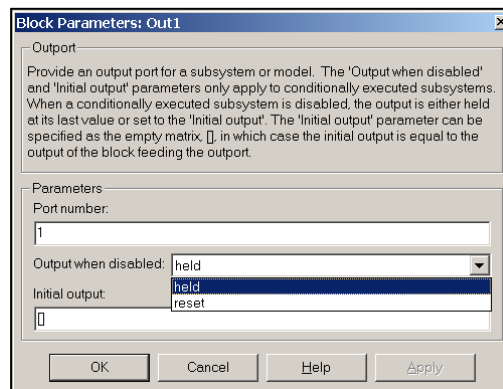 Block Parameters: Out1
Outport
Provide an output port for a subsystem or model. The 'Output when disabled'
and 'Initial output' parameters only apply to conditionally executed subsystems.
When a conditionally executed subsystem is disabled, the output is either held
at its last value or set to the 'Initial output'. The 'Initial output' parameter can be
specified as the empty matrix, [], in which case the initial output is equal to the
output of the block feeding the outport.
Parameters
Port number:
1
Output when disabled: held
held
reset
Initial output:
[]
OK Cancel Help Apply